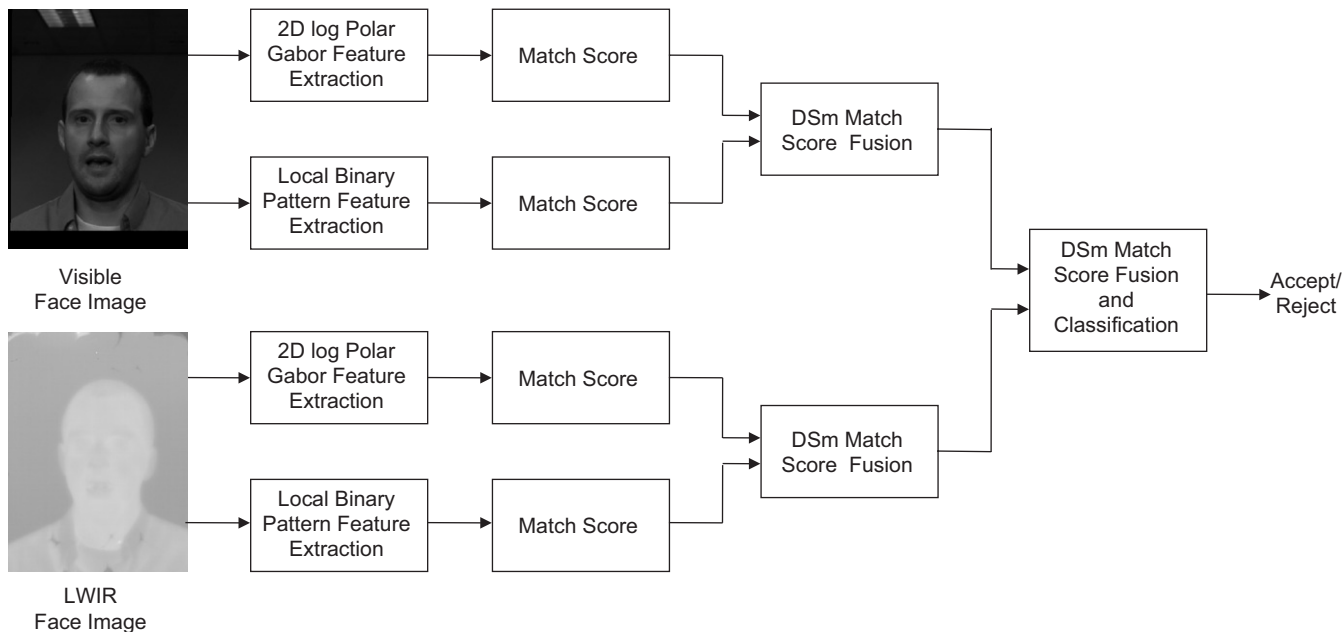 2D log Polar
Gabor Feature
Extraction
Match Score
DSm Match
Score Fusion
Local Binary
Pattern Feature
Extraction
Match Score
Visible
Face Image
DSm Match
Score Fusion
and
Classification
Accept/
Reject
2D log Polar
Gabor Feature
Extraction
Match Score
DSm Match
Score Fusion
Local Binary
Pattern Feature
Extraction
Match Score
LWIR
Face Image